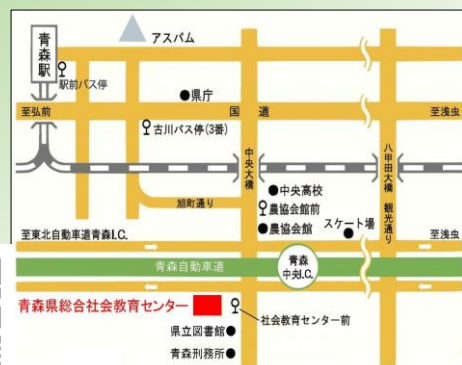 アスパム
青森駅
駅前バス停
県庁
至弘前
国道
至浅虫
古川バス停(3番)
中央大橋
八甲田大橋
観光通り
中央高校
旭町通り
農協会館前
農協会館
スケート場
至東北自動車道青森I.C.
至浅虫
青森自動車道
青森中央I.C.
青森県総合社会教育センター
社会教育センター前
県立図書館
青森刑務所